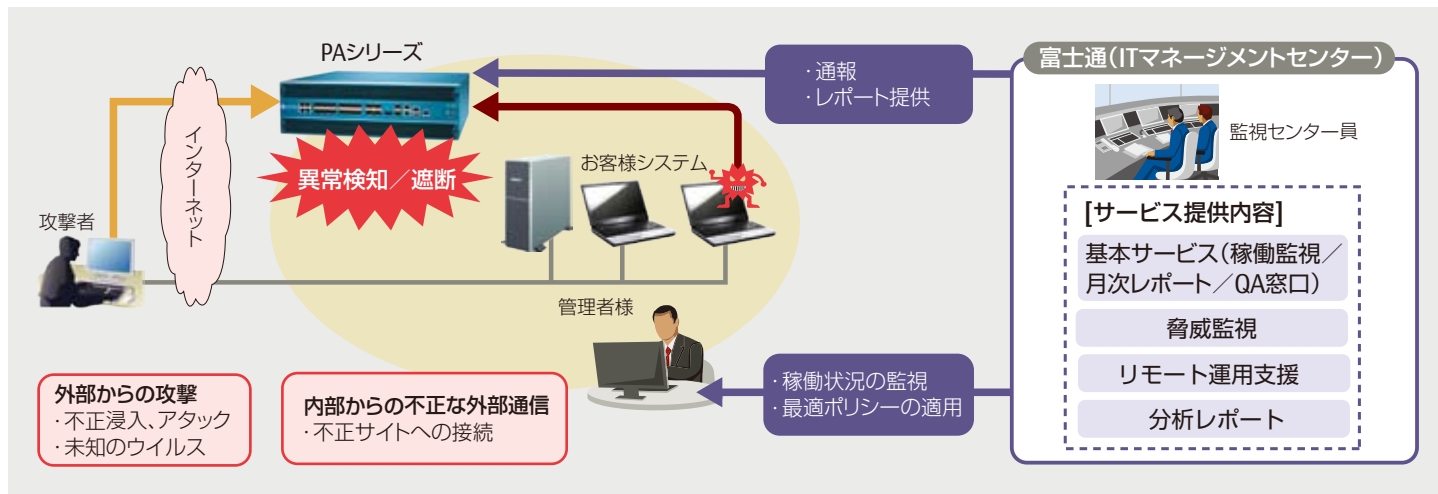 PAシリーズ
インターネット
攻撃者
異常検知／遮断
お客様システム
管理者様
外部からの攻撃
・不正浸入、アタック
・未知のウイルス
内部からの不正な外部通信
・不正サイトへの接続
・通報
・レポート提供
・稼働状況の監視
・最適ポリシーの適用
富士通（ITマネージメントセンター）
監視センター員
[サービス提供内容]
基本サービス（稼働監視／
月次レポート／QA窓口）
脅威監視
リモート運用支援
分析レポート